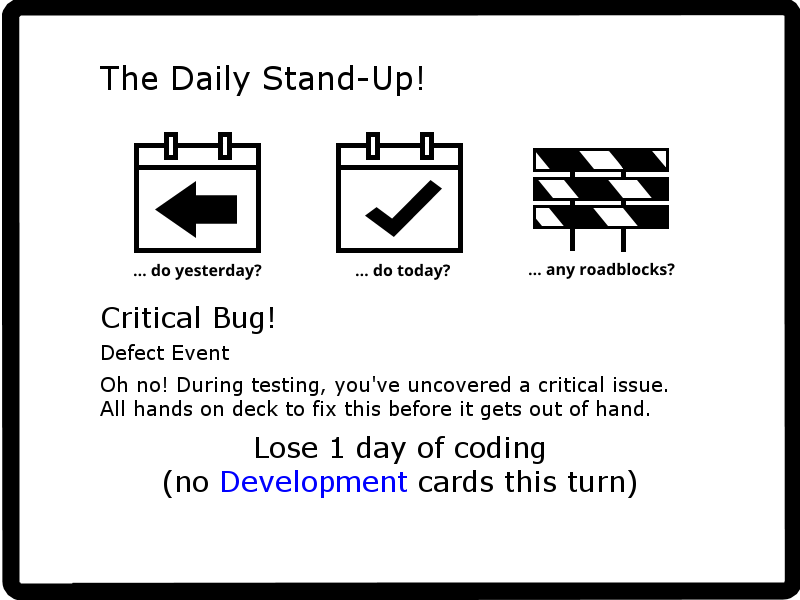 The Daily Stand-Up!
... do yesterday?
... do today?
... any roadblocks?
Critical Bug!
Defect Event
Oh no! During testing, you've uncovered a critical issue.
All hands on deck to fix this before it gets out of hand.
Lose 1 day of coding
(no Development cards this turn)